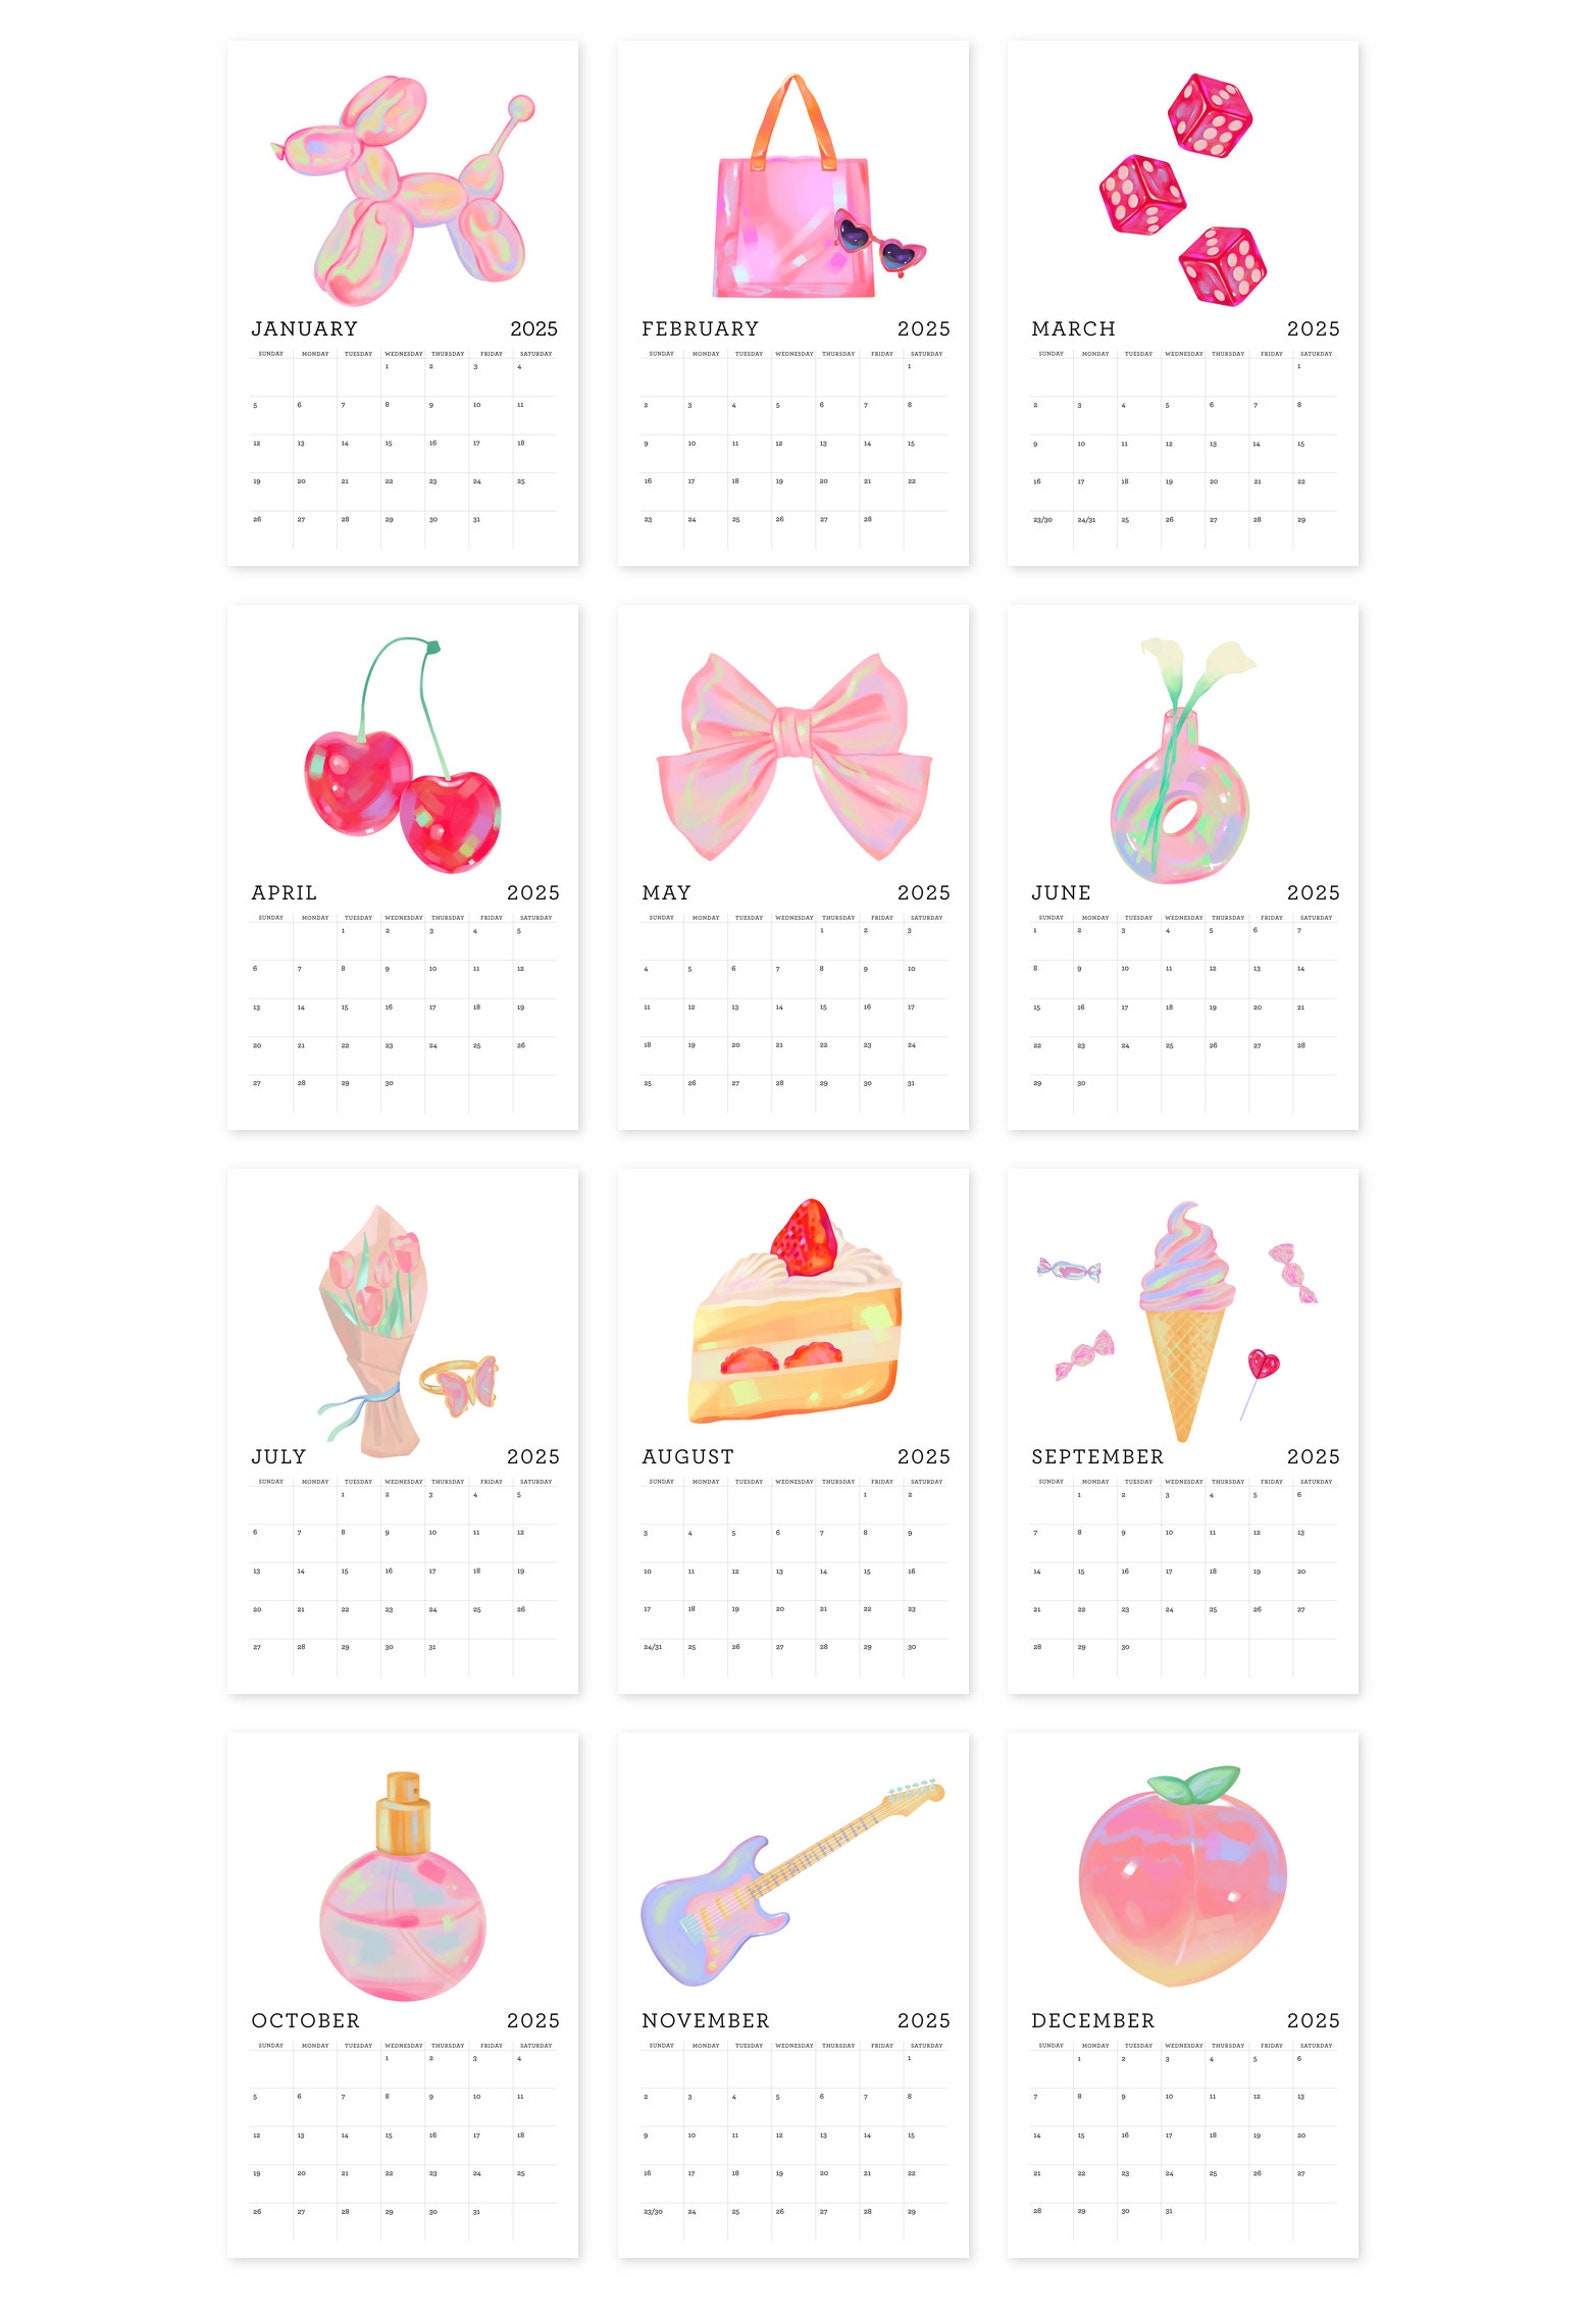 JANUARY 2025
SUNDAY MONDAY TUESDAY WEDNESDAY THURSDAY FRIDAY SATURDAY
1 2 3 4
5 6 7 8 9 10 11
12 13 14 15 16 17 18
19 20 21 22 23 24 25
26 27 28 29 30 31
FEBRUARY 2025
SUNDAY MONDAY TUESDAY WEDNESDAY THURSDAY FRIDAY SATURDAY
1
2 3 4 5 6 7 8
9 10 11 12 13 14 15
16 17 18 19 20 21 22
23 24 25 26 27 28
MARCH 2025
SUNDAY MONDAY TUESDAY WEDNESDAY THURSDAY FRIDAY SATURDAY
1
2 3 4 5 6 7 8
9 10 11 12 13 14 15
16 17 18 19 20 21 22
23/30 24/31 25 26 27 28 29
APRIL 2025
SUNDAY MONDAY TUESDAY WEDNESDAY THURSDAY FRIDAY SATURDAY
1 2 3 4 5
6 7 8 9 10 11 12
13 14 15 16 17 18 19
20 21 22 23 24 25 26
27 28 29 30
MAY 2025
SUNDAY MONDAY TUESDAY WEDNESDAY THURSDAY FRIDAY SATURDAY
1 2 3
4 5 6 7 8 9 10
11 12 13 14 15 16 17
18 19 20 21 22 23 24
25 26 27 28 29 30 31
JUNE 2025
SUNDAY MONDAY TUESDAY WEDNESDAY THURSDAY FRIDAY SATURDAY
1 2 3 4 5 6 7
8 9 10 11 12 13 14
15 16 17 18 19 20 21
22 23 24 25 26 27 28
29 30
JULY 2025
SUNDAY MONDAY TUESDAY WEDNESDAY THURSDAY FRIDAY SATURDAY
1 2 3 4 5
6 7 8 9 10 11 12
13 14 15 16 17 18 19
20 21 22 23 24 25 26
27 28 29 30 31
AUGUST 2025
SUNDAY MONDAY TUESDAY WEDNESDAY THURSDAY FRIDAY SATURDAY
1 2
3 4 5 6 7 8 9
10 11 12 13 14 15 16
17 18 19 20 21 22 23
24/31 25 26 27 28 29 30
SEPTEMBER 2025
SUNDAY MONDAY TUESDAY WEDNESDAY THURSDAY FRIDAY SATURDAY
1 2 3 4 5 6
7 8 9 10 11 12 13
14 15 16 17 18 19 20
21 22 23 24 25 26 27
28 29 30
OCTOBER 2025
SUNDAY MONDAY TUESDAY WEDNESDAY THURSDAY FRIDAY SATURDAY
1 2 3 4
5 6 7 8 9 10 11
12 13 14 15 16 17 18
19 20 21 22 23 24 25
26 27 28 29 30 31
NOVEMBER 2025
SUNDAY MONDAY TUESDAY WEDNESDAY THURSDAY FRIDAY SATURDAY
1
2 3 4 5 6 7 8
9 10 11 12 13 14 15
16 17 18 19 20 21 22
23/30 24 25 26 27 28 29
DECEMBER 2025
SUNDAY MONDAY TUESDAY WEDNESDAY THURSDAY FRIDAY SATURDAY
1 2 3 4 5 6
7 8 9 10 11 12 13
14 15 16 17 18 19 20
21 22 23 24 25 26 27
28 29 30 31